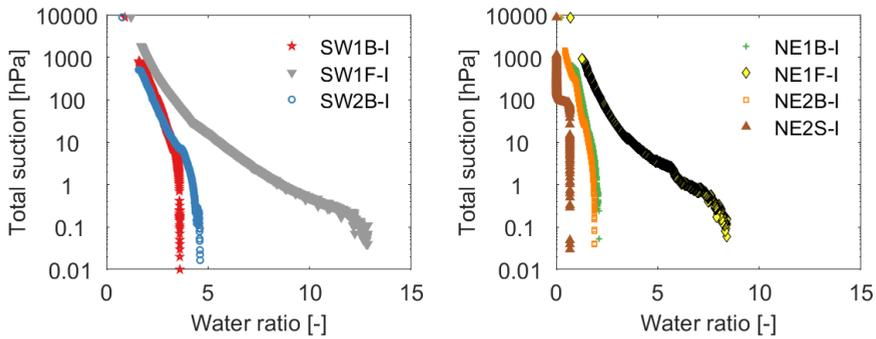 Total suction [hPa]
10000
1000
100
10
1
0.1
0.01
0
5
10
15
Water ratio [-]
SW1B-I
SW1F-I
SW2B-I
Total suction [hPa]
10000
1000
100
10
1
0.1
0.01
0
5
10
15
Water ratio [-]
NE1B-I
NE1F-I
NE2B-I
NE2S-I